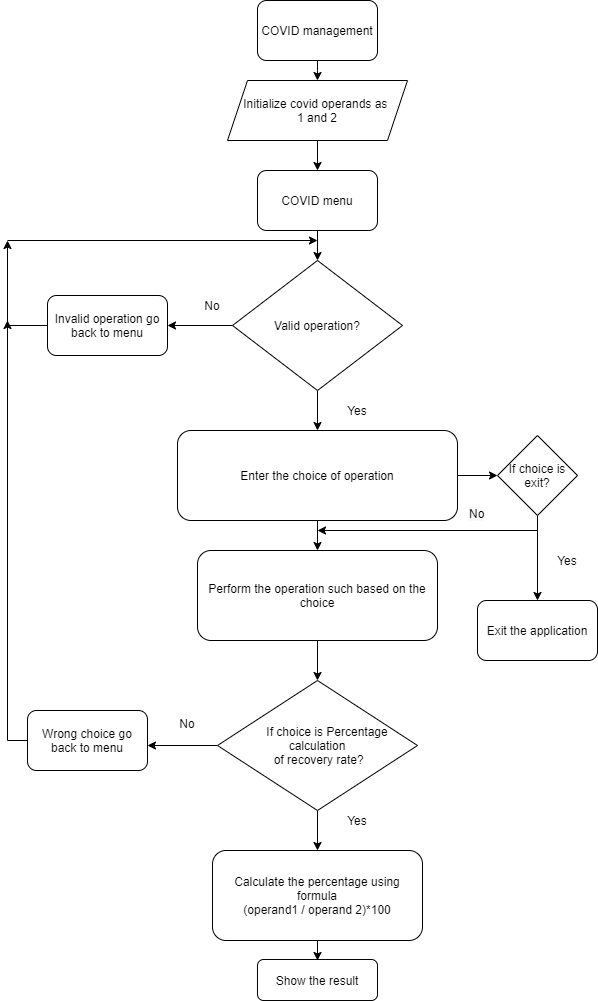 COVID management
Initialize covid operands as
1 and 2
COVID menu
No
Invalid operation go
back to menu
Valid operation?
Yes
Enter the choice of operation
If choice is
exit?
No
Yes
Perform the operation such based on the
choice
Exit the application
No
Wrong choice go
back to menu
If choice is Percentage
calculation
of recovery rate?
Yes
Calculate the percentage using
formula
(operand1 / operand 2)*100
Show the result